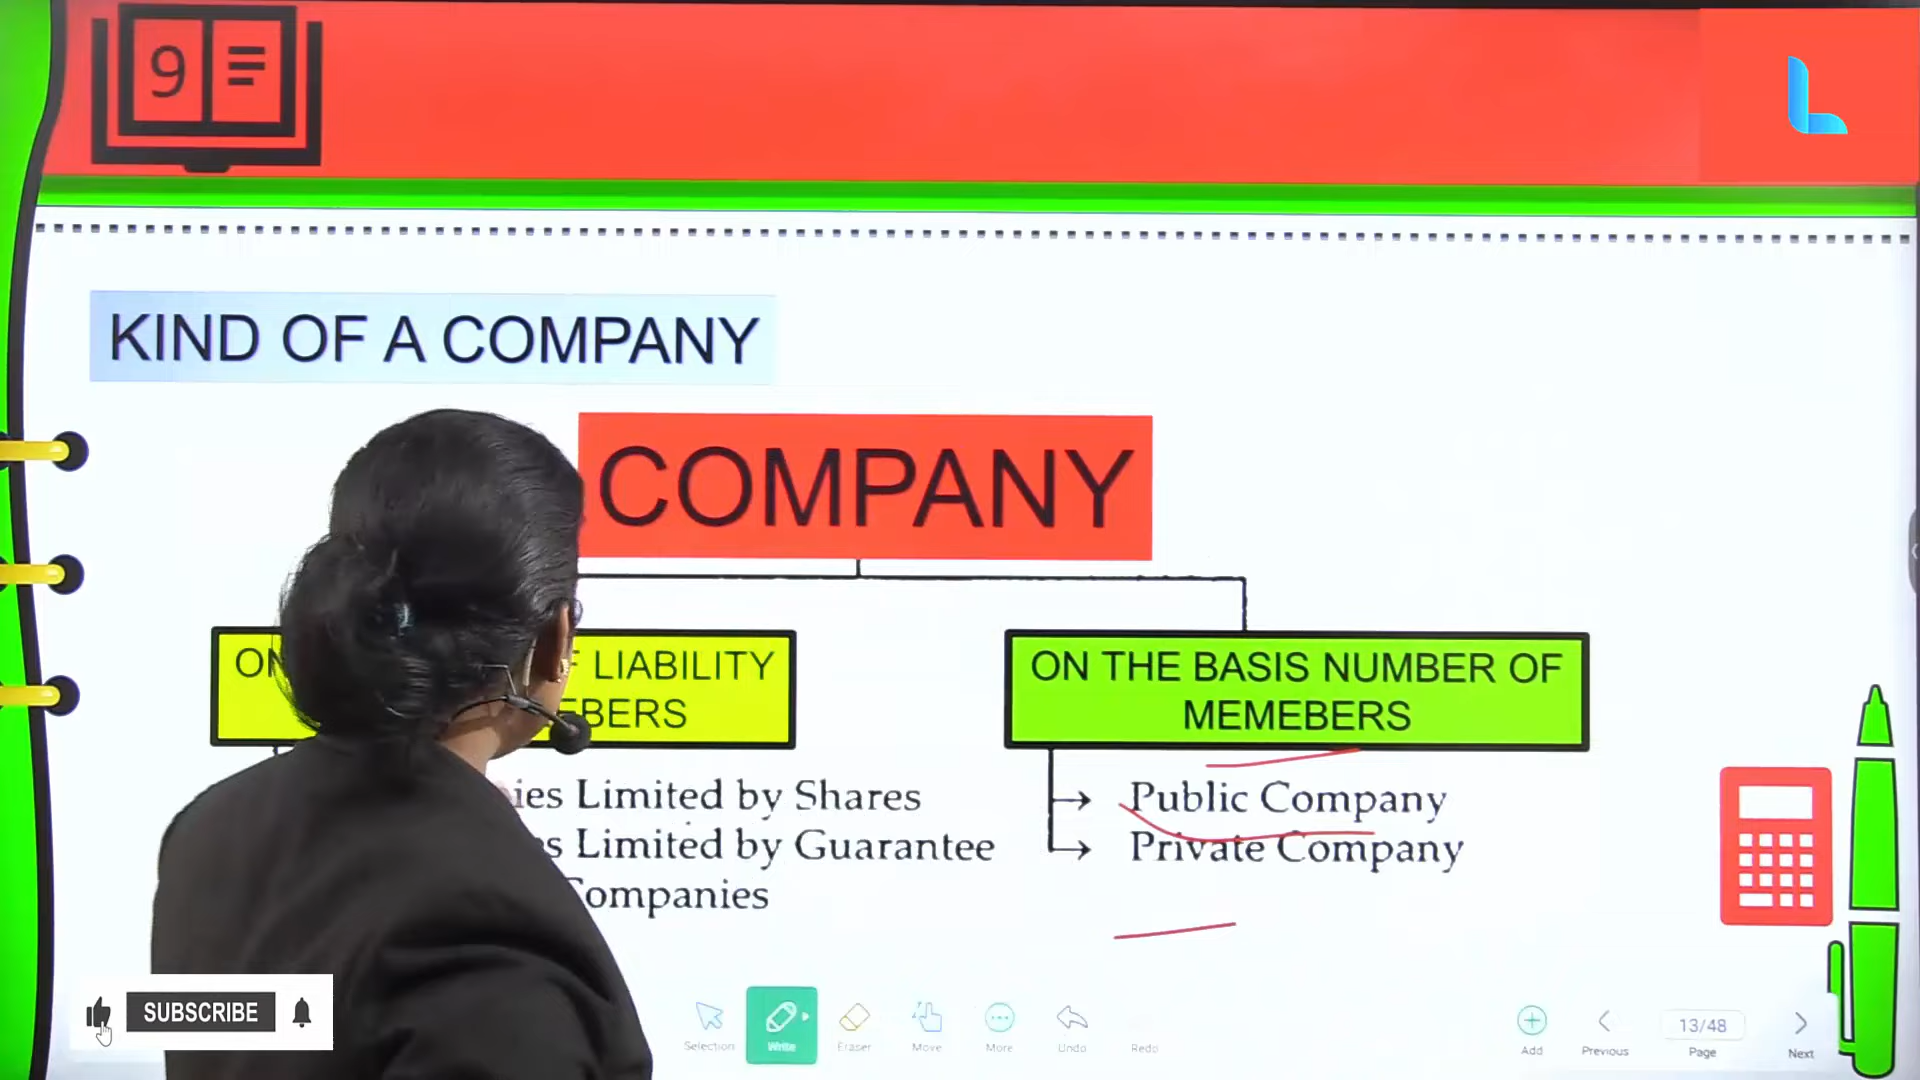 9
KIND OF A COMPANY
COMPANY
LIABILITY
ON THE BASIS NUMBER OF
MEMEBERS
Limited by Shares
Public Company
Limited by Guarantee
Private Company
Companies
SUBSCRIBE
Selection
Write
Eraser
Move
More
Undo
Redo
Add
Previous
13/48
Page
Next